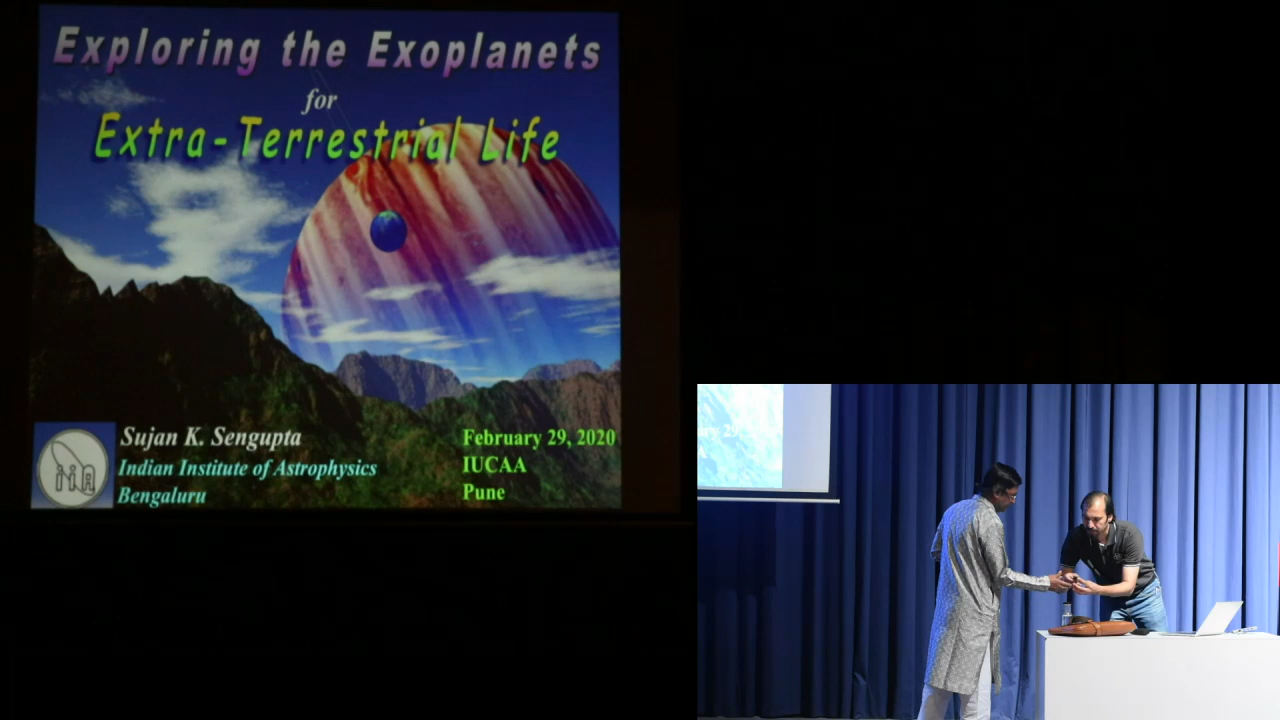 Exploring the Exoplanets
for
Extra-Terrestrial Life
Sujan K. Sengupta
Indian Institute of Astrophysics
Bengaluru
February 29, 2020
IUCAA
Pune